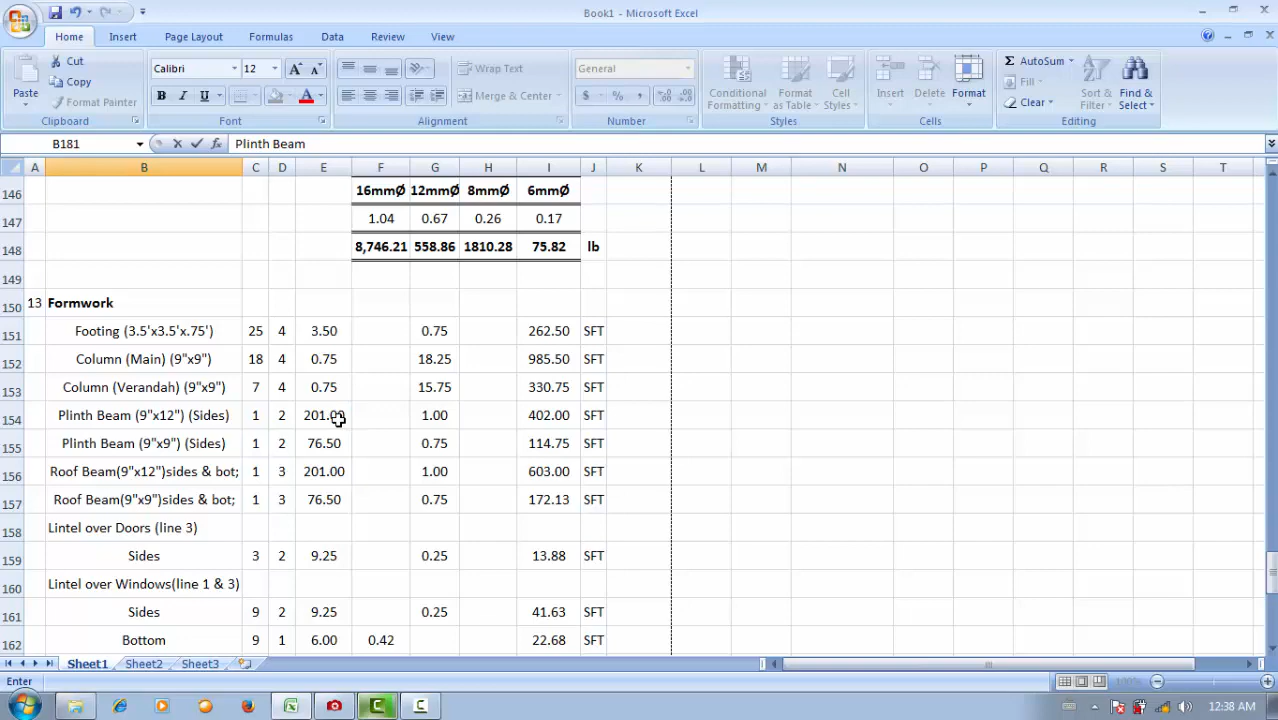 Book1 - Microsoft Excel
Home Insert Page Layout Formulas Data Review View
Cut Calibri 12 Wrap Text General AutoSum
Copy Fill
Paste Format Painter B I U Merge & Center $ % , Conditional Formatting Format as Table Cell Styles Insert Delete Format Clear Sort & Filter Find & Select
Clipboard Font Alignment Number Styles Cells Editing
B181 fx Plinth Beam
A B C D E F G H I J K L M N O P Q R S T
146 16mmØ 12mmØ 8mmØ 6mmØ
147 1.04 0.67 0.26 0.17
148 8,746.21 558.86 1810.28 75.82 lb
149
150 13 Formwork
151 Footing (3.5'x3.5'x.75') 25 4 3.50 0.75 262.50 SFT
152 Column (Main) (9"x9") 18 4 0.75 18.25 985.50 SFT
153 Column (Verandah) (9"x9") 7 4 0.75 15.75 330.75 SFT
154 Plinth Beam (9"x12") (Sides) 1 2 201.00 1.00 402.00 SFT
155 Plinth Beam (9"x9") (Sides) 1 2 76.50 0.75 114.75 SFT
156 Roof Beam(9"x12")sides & bot; 1 3 201.00 1.00 603.00 SFT
157 Roof Beam(9"x9")sides & bot; 1 3 76.50 0.75 172.13 SFT
158 Lintel over Doors (line 3)
159 Sides 3 2 9.25 0.25 13.88 SFT
160 Lintel over Windows(line 1 & 3)
161 Sides 9 2 9.25 0.25 41.63 SFT
162 Bottom 9 1 6.00 0.42 22.68 SFT
Sheet1 Sheet2 Sheet3
Enter 100%
12:38 AM